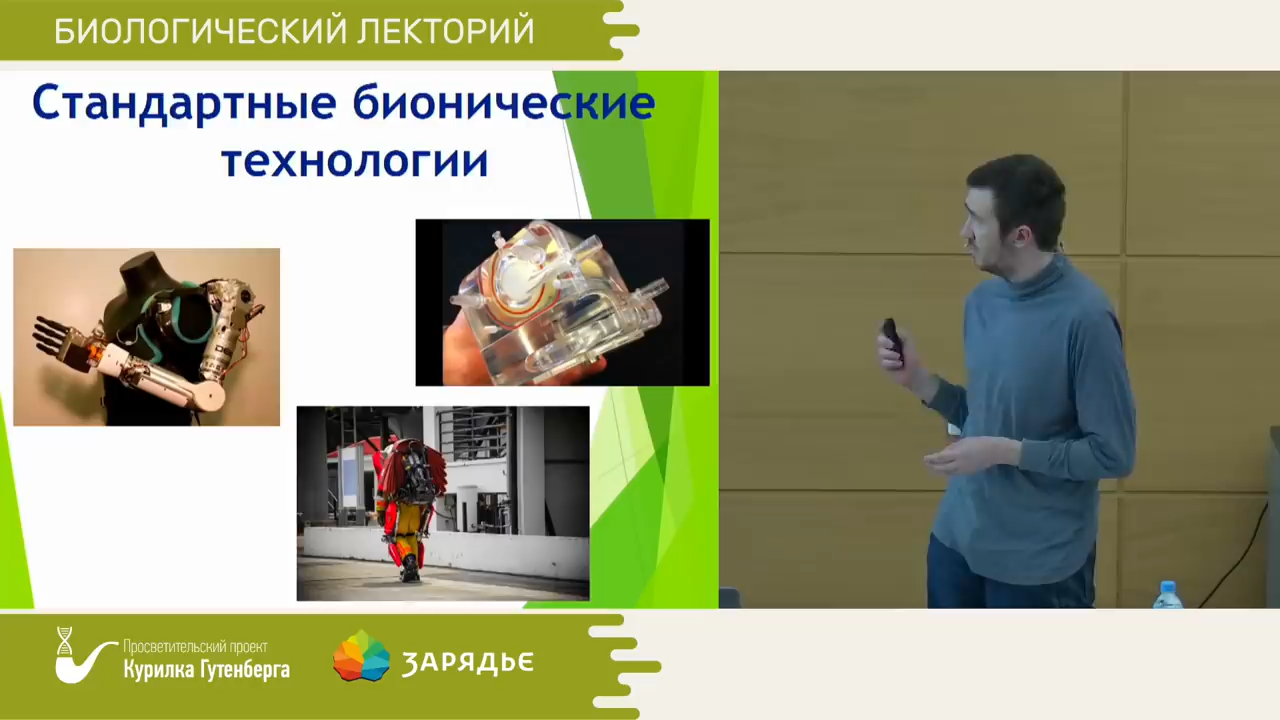 БИОЛОГИЧЕСКИЙ ЛЕКТОРИЙ
Стандартные бионические
технологии
Просветительский проект
Курилка Гутенберга
ЗАРЯДЬЕ